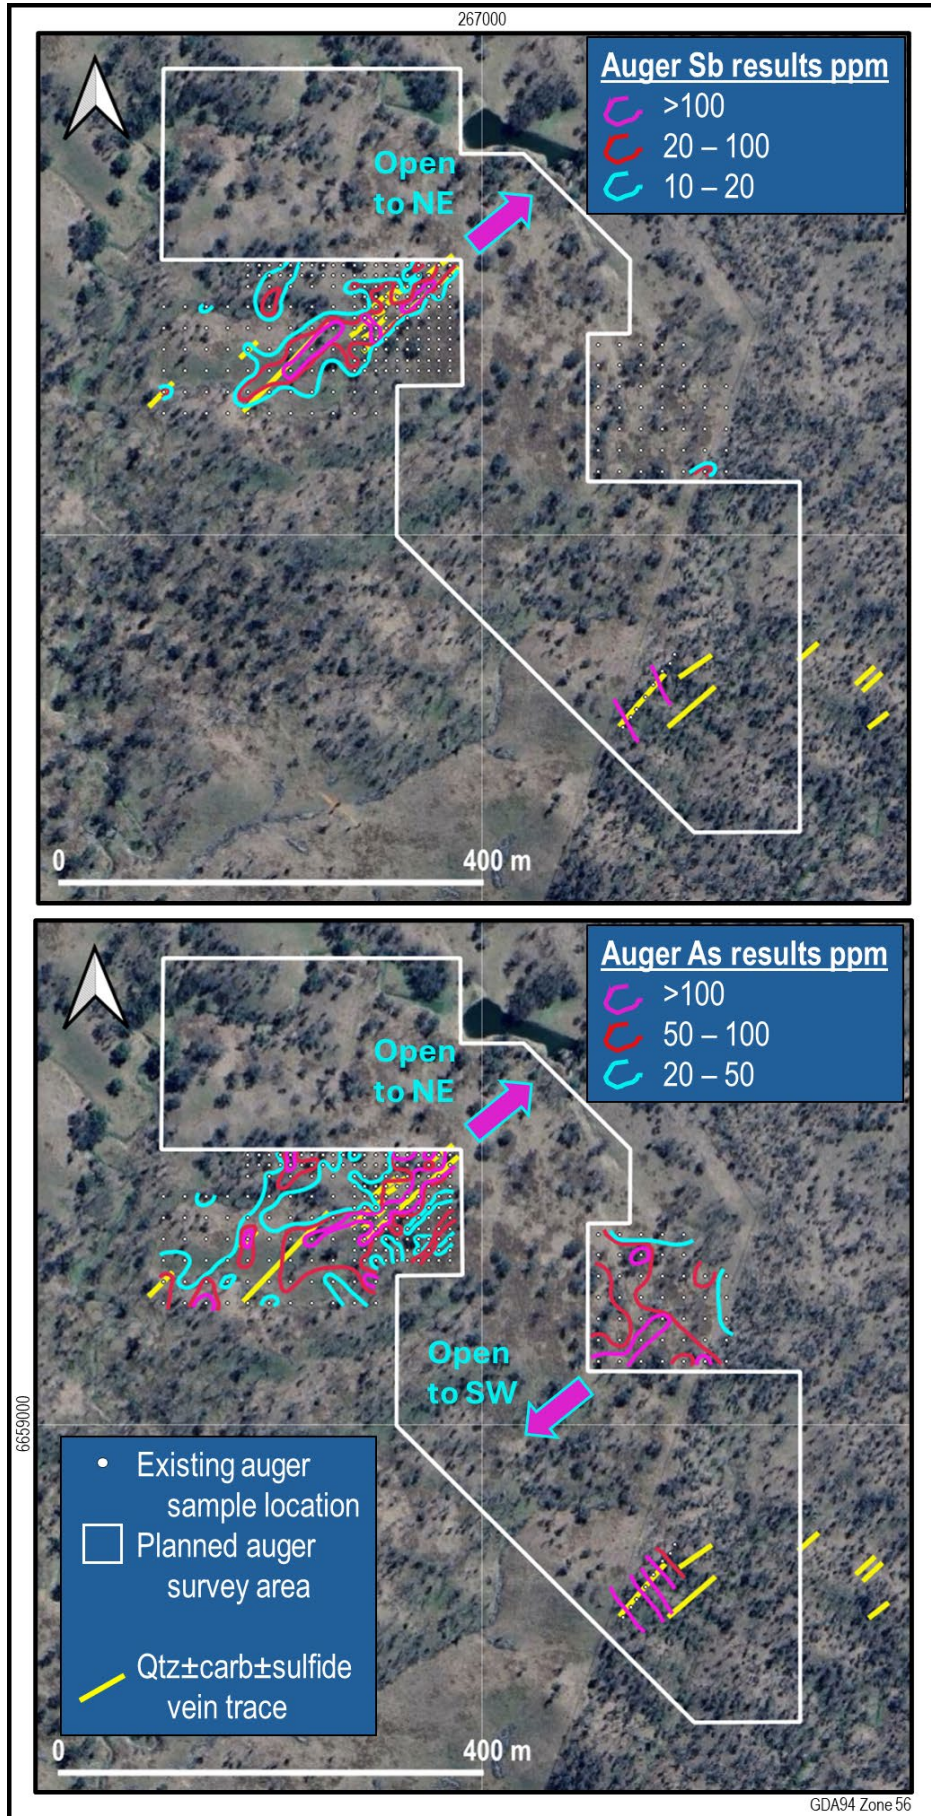 267000
Auger Sb results ppm
>100
20 – 100
10 – 20
Open
to NE
0
400 m
Auger As results ppm
>100
50 – 100
20 – 50
Open
to NE
Open
to SW
6659000
Existing auger
sample location
Planned auger
survey area
Qtz±carb±sulfide
vein trace
0
400 m
GDA94 Zone 56